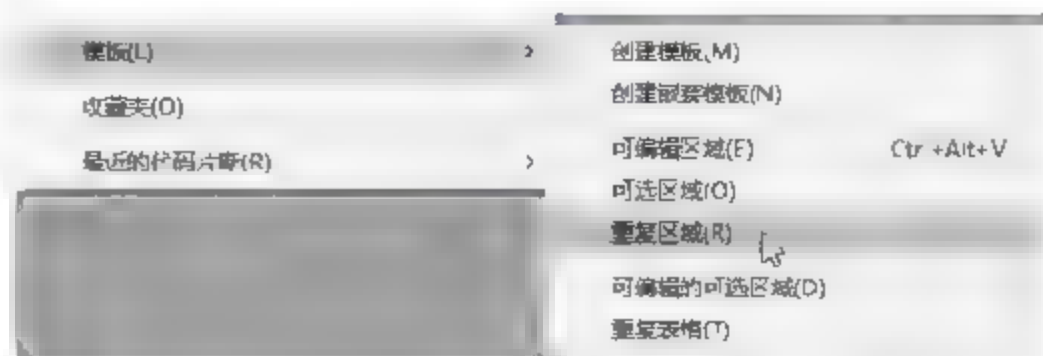 模板(L)
收藏夹(O)
最近的代码片断(R)
创建模板(M)
创建嵌套模板(N)
可编辑区域(E) Ctrl+Alt+V
可选区域(O)
重复区域(R)
可编辑的可选区域(D)
重复表格(T)